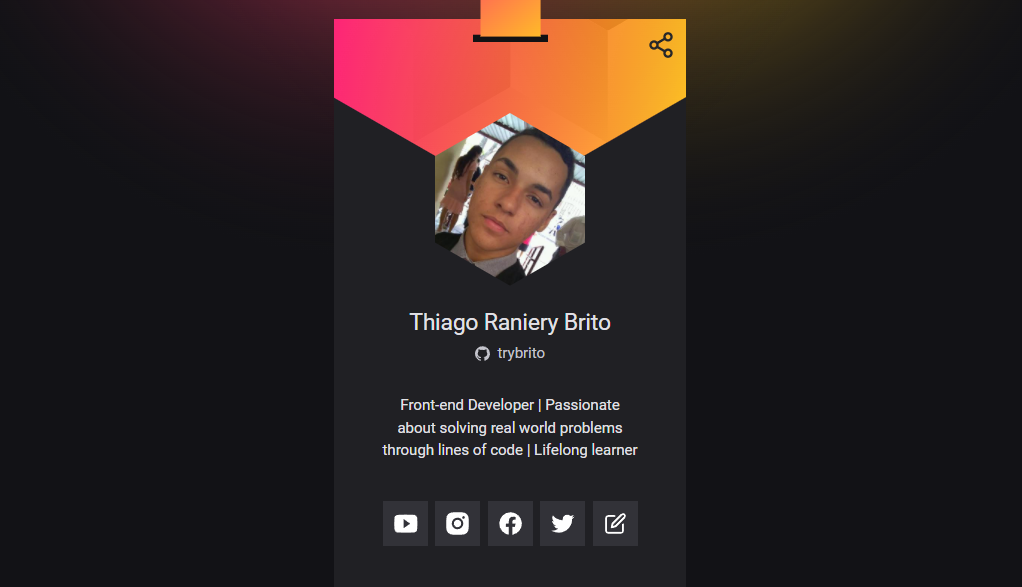 Thiago Raniery Brito
trybrito
Front-end Developer | Passionate
about solving real world problems
through lines of code | Lifelong learner